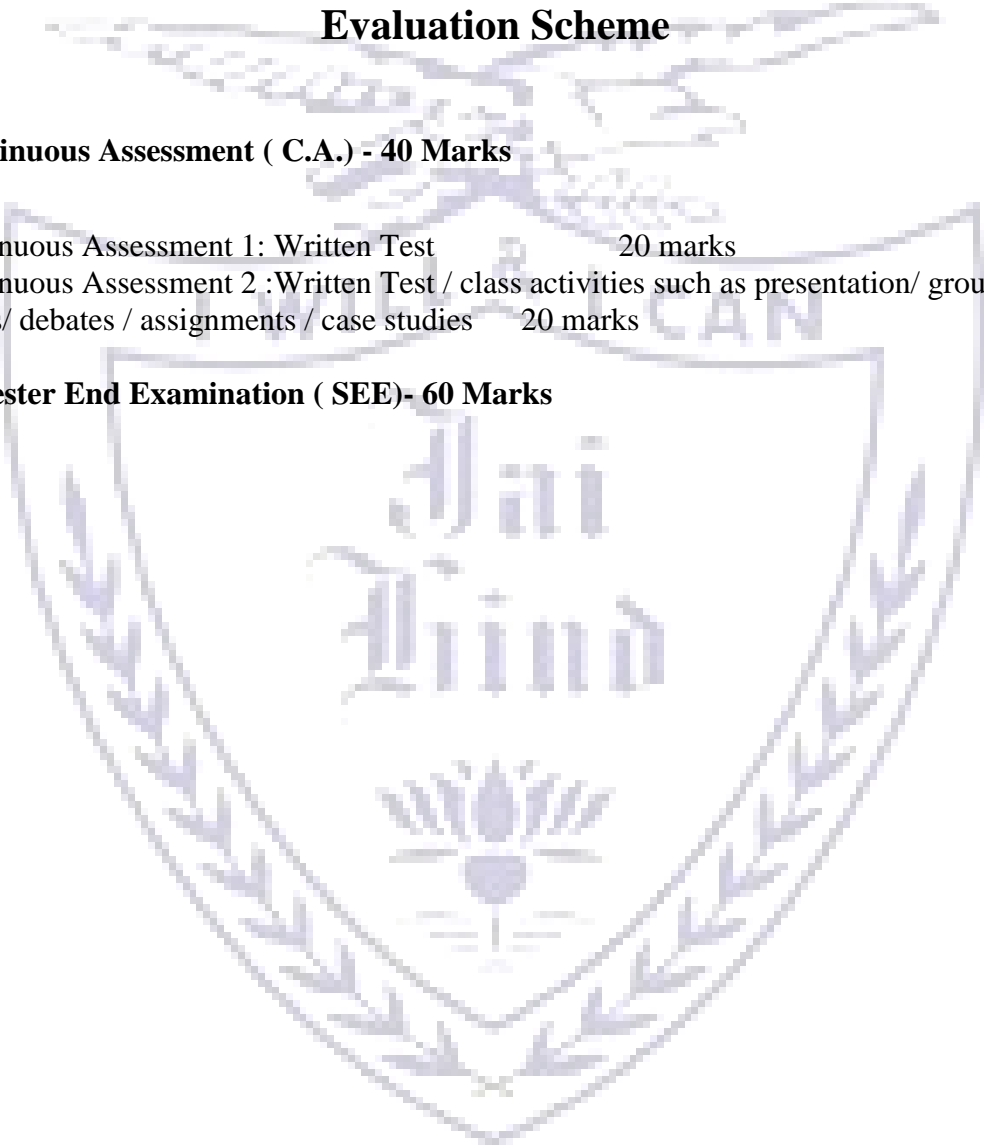 Evaluation Scheme
inuous Assessment ( C.A.) - 40 Marks
nuous Assessment 1: Written Test 20 marks
nuous Assessment 2 :Written Test / class activities such as presentation/ grou
s/ debates / assignments / case studies 20 marks
I WILL & I CAN
ester End Examination ( SEE)- 60 Marks
Jai
Hind